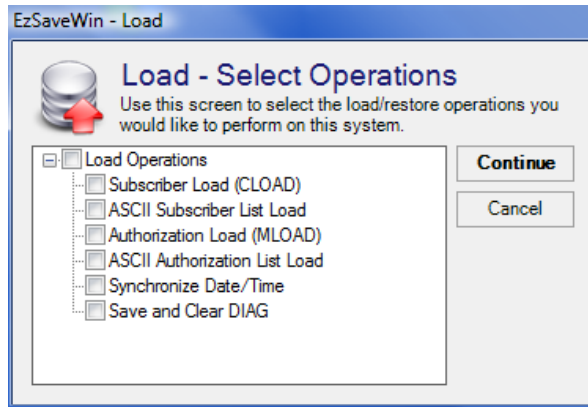 EzSaveWin - Load
Load - Select Operations
Use this screen to select the load/restore operations you
would like to perform on this system.
Load Operations
Subscriber Load (CLOAD)
ASCII Subscriber List Load
Authorization Load (MLOAD)
ASCII Authorization List Load
Synchronize Date/Time
Save and Clear DIAG
Continue
Cancel